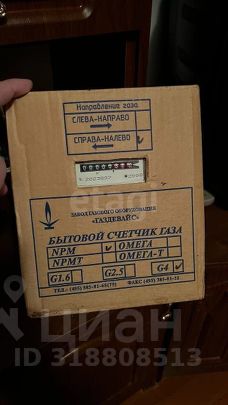 Направление газа
СЛЕВА-НАПРАВО
СПРАВА-НАЛЕВО
ЗАВОД ГАЗОВОГО ОБОРУДОВАНИЯ
"ГАЗДЕВАЙС"
БЫТОВОЙ СЧЕТЧИК ГАЗА
NPM ОМЕГА
NPMT ОМЕГА-Т
G1.6 G2.5 G4
циан
ID 318808513